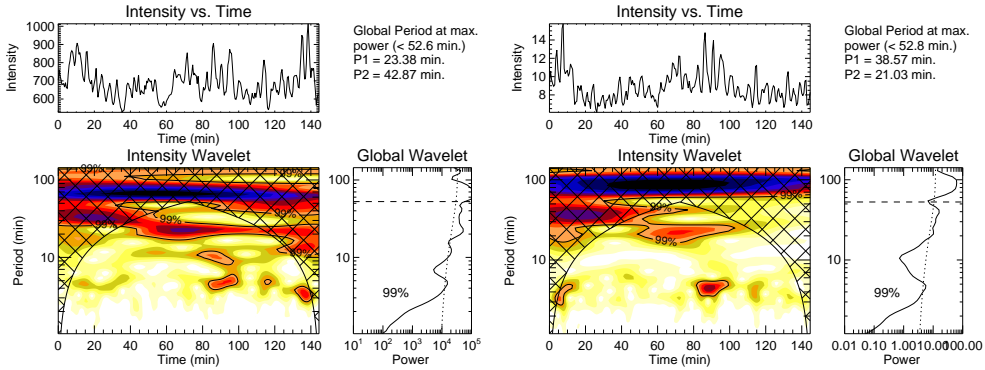 Intensity vs. Time
1000
900
800
700
600
Intensity
0 20 40 60 80 100 120 140
Time (min)
Global Period at max.
power (< 52.6 min.)
P1 = 23.38 min.
P2 = 42.87 min.
Intensity Wavelet
100
10
Period (min)
99%
99%
99%
99%
99%
99%
0 20 40 60 80 100 120 140
Time (min)
Global Wavelet
100
10
99%
10^1 10^2 10^3 10^4 10^5
Power
Intensity vs. Time
14
12
10
8
6
Intensity
0 20 40 60 80 100 120 140
Time (min)
Global Period at max.
power (< 52.8 min.)
P1 = 38.57 min.
P2 = 21.03 min.
Intensity Wavelet
100
10
Period (min)
99%
99%
99%
0 20 40 60 80 100 120 140
Time (min)
Global Wavelet
100
10
99%
0.01 0.10 1.00 10.00 100.00
Power